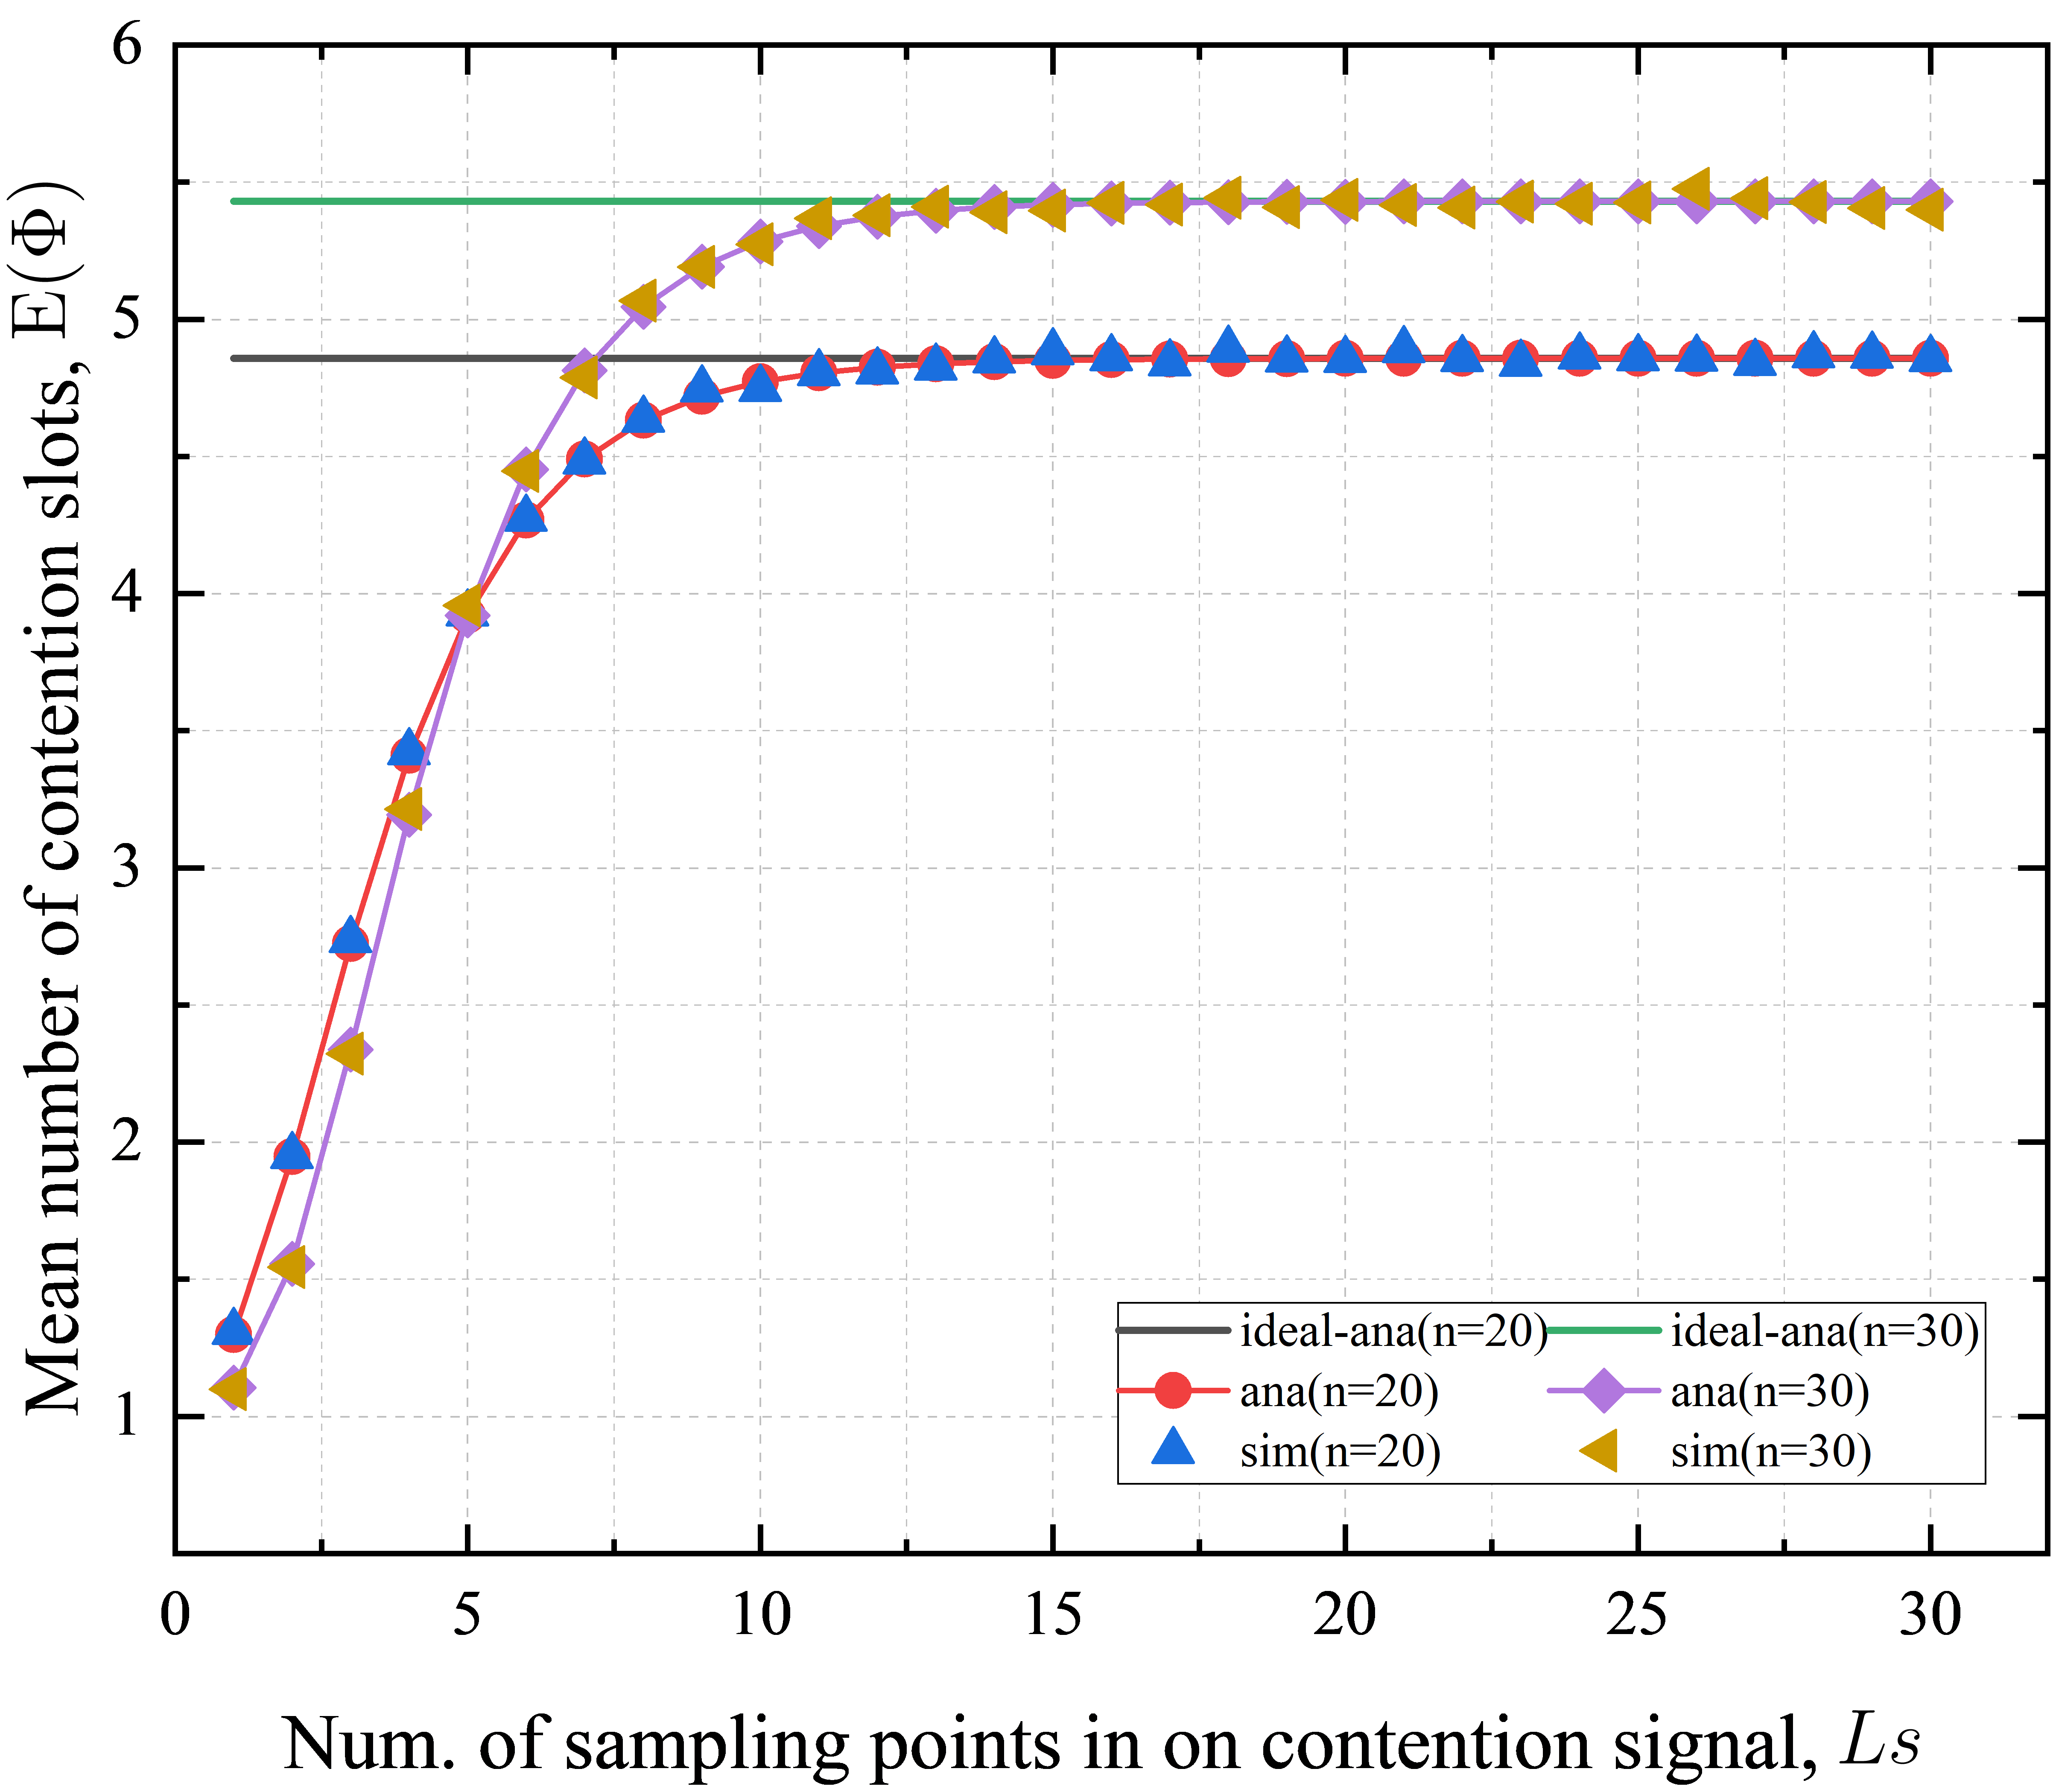 6
5
4
3
2
1
Mean number of contention slots, E(Φ)
ideal-ana(n=20) ideal-ana(n=30)
ana(n=20) ana(n=30)
sim(n=20) sim(n=30)
0 5 10 15 20 25 30
Num. of sampling points in on contention signal, Ls